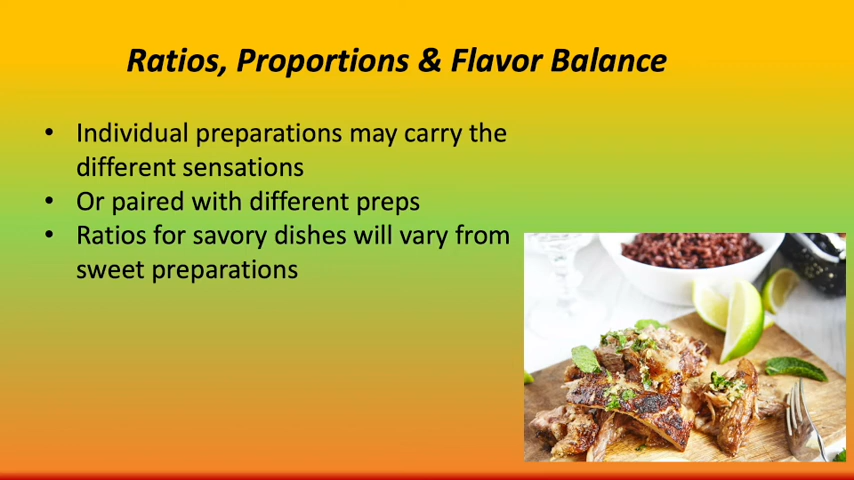 Ratios, Proportions & Flavor Balance
• Individual preparations may carry the
different sensations
• Or paired with different preps
• Ratios for savory dishes will vary from
sweet preparations